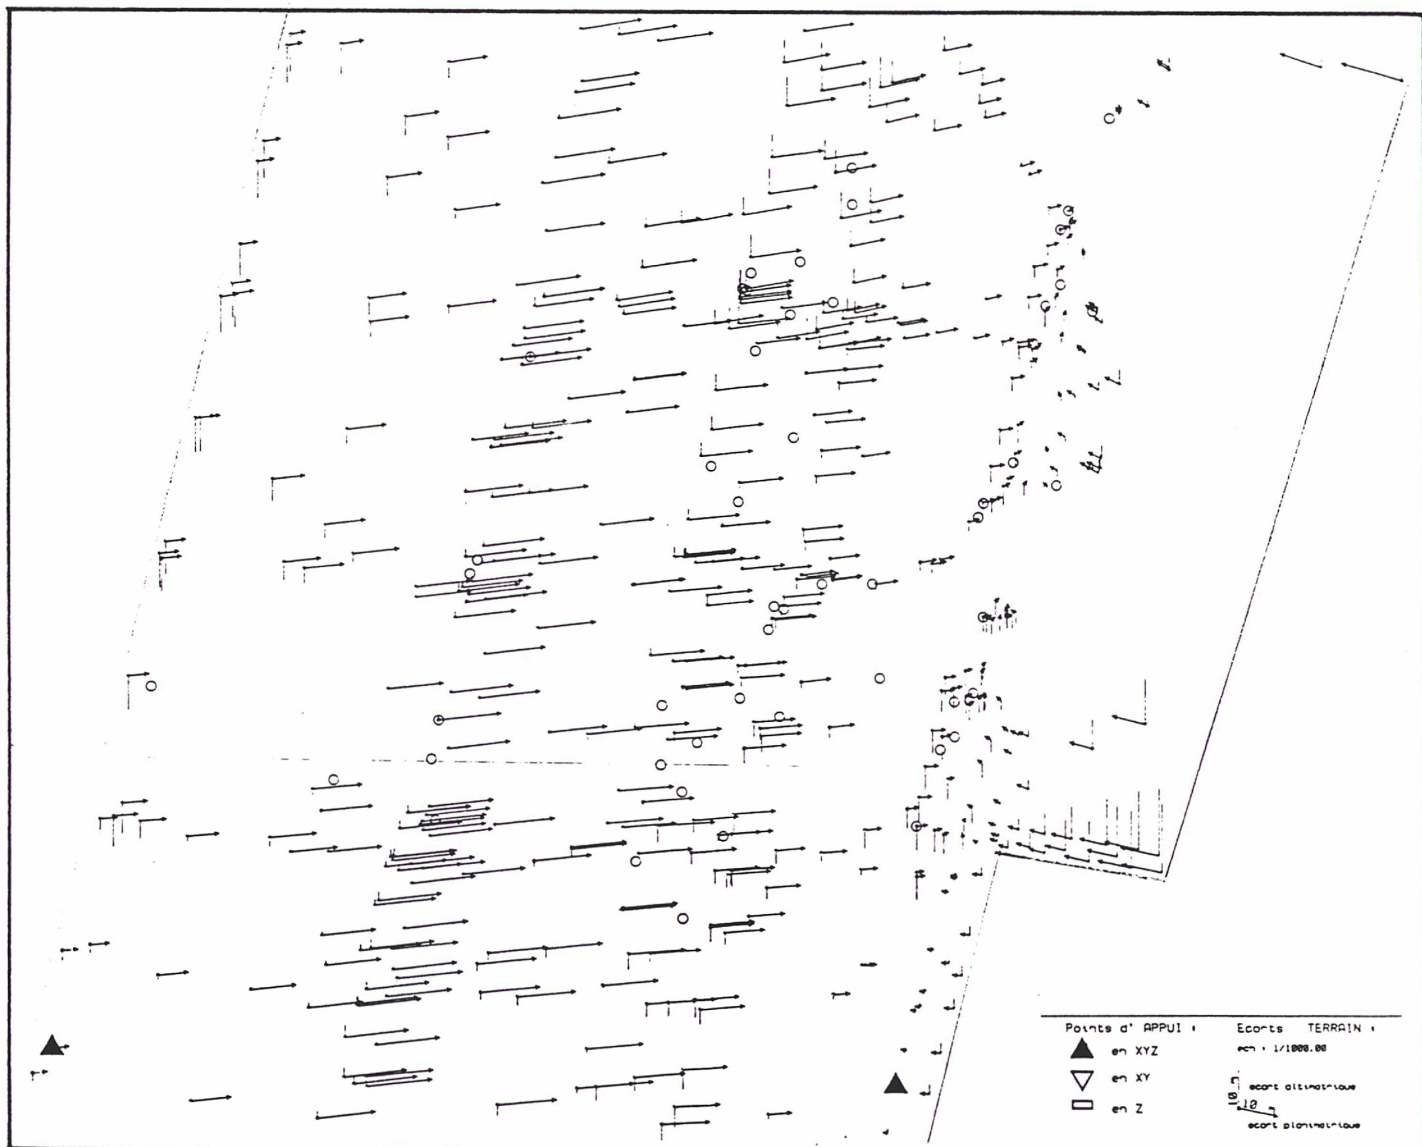 Points d' APPUI :
en XYZ
en XY
en Z
Ecarts TERRAIN :
ech : 1/1000.00
10 m
ecart altimetrique
10 m
ecart planimetrique